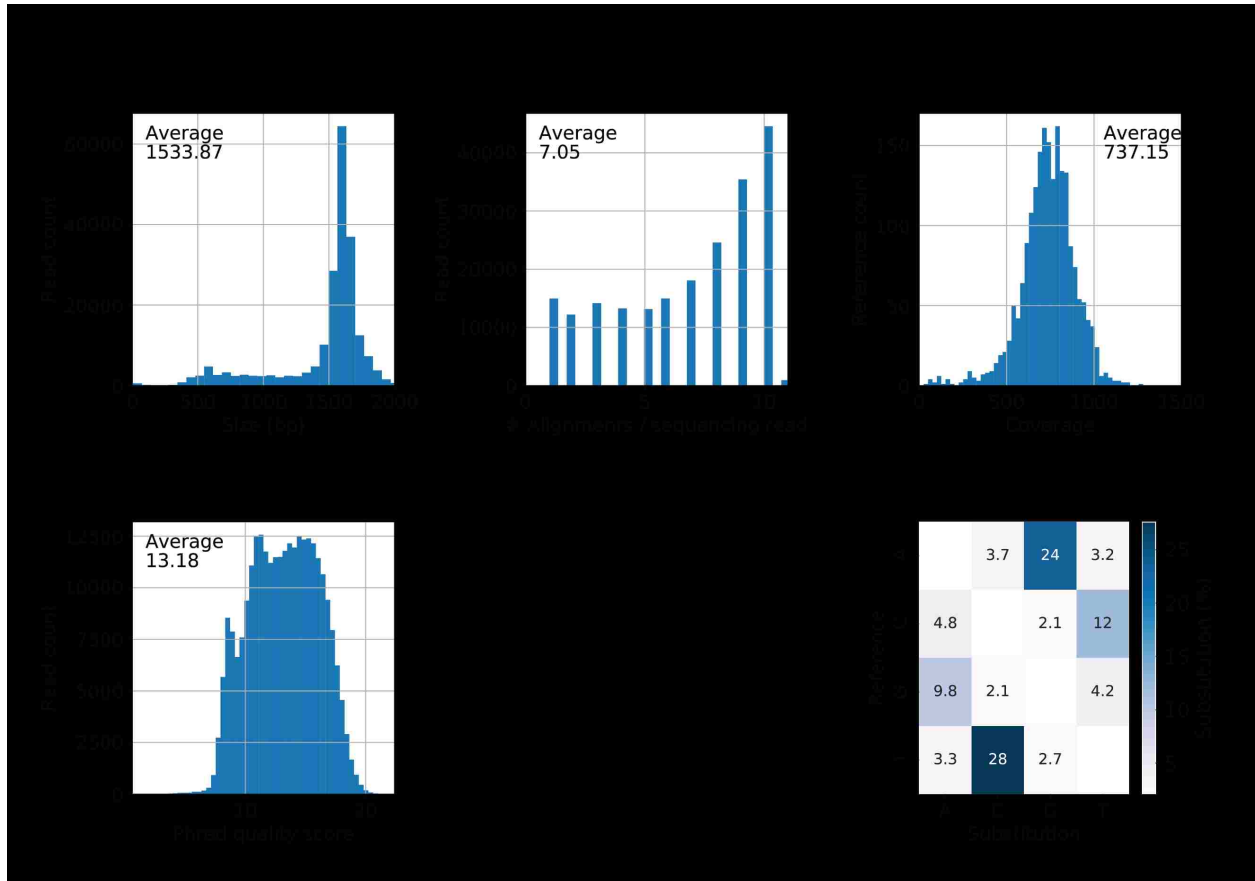 Average
1533.87
60000
40000
20000
0
Read count
0 500 1000 1500 2000
Size (bp)
Average
7.05
40000
30000
20000
10000
0
Read count
0 5 10
# Alignments / sequencing read
Average
737.15
150
100
50
0
Reference count
0 500 1000 1500
Coverage
Average
13.18
12500
10000
7500
5000
2500
0
Read count
10 20
Phred quality score
A 3.7 24 3.2
C 4.8 2.1 12
G 9.8 2.1 4.2
T 3.3 28 2.7
A C G T
Reference
Substitution
25
20
15
10
5
Substitution (%)